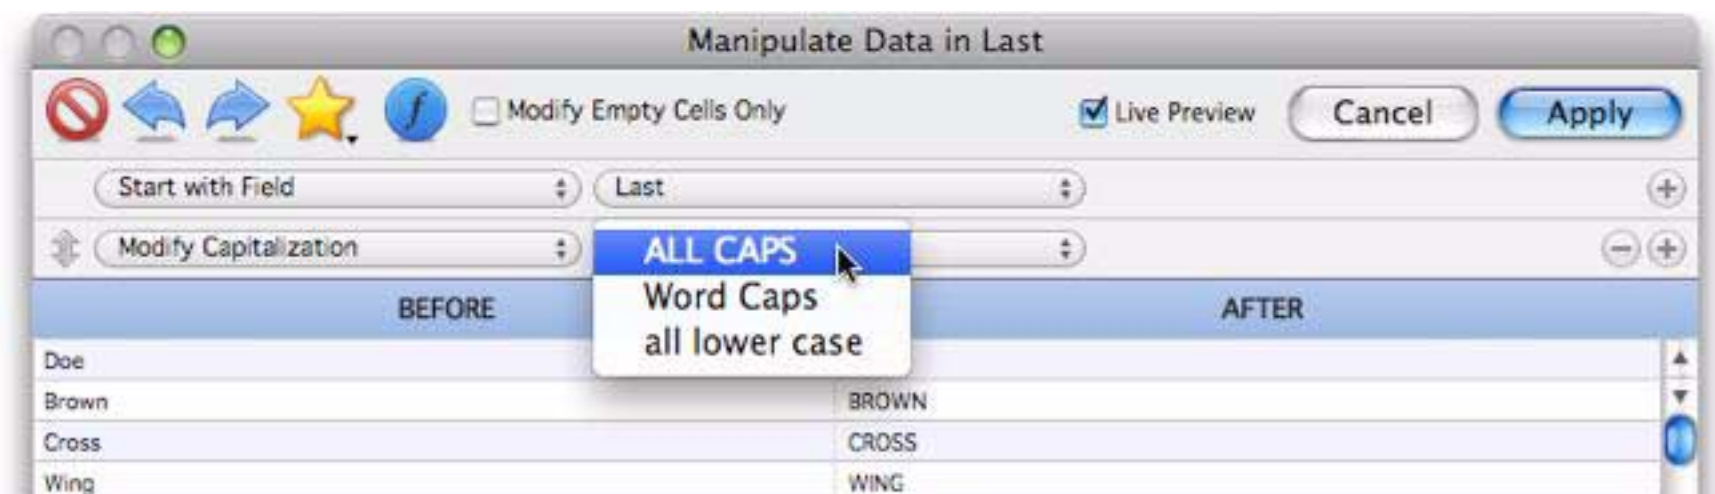 Manipulate Data in Last
f Modify Empty Cells Only Live Preview Cancel Apply
Start with Field Last
Modify Capitalization ALL CAPS
Word Caps
all lower case
BEFORE AFTER
Doe
Brown BROWN
Cross CROSS
Wing WING